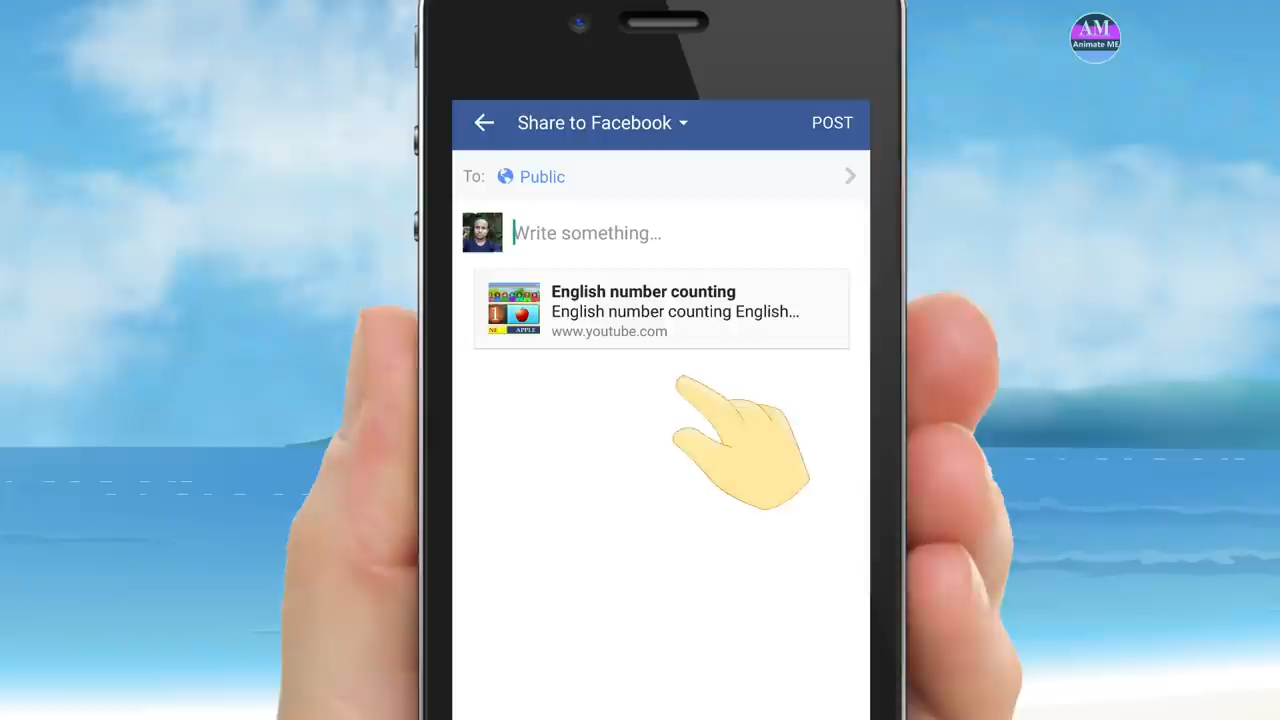 AM
Animate ME
Share to Facebook
POST
To: Public
Write something...
English number counting
English number counting English...
www.youtube.com
1
NE
APPLE